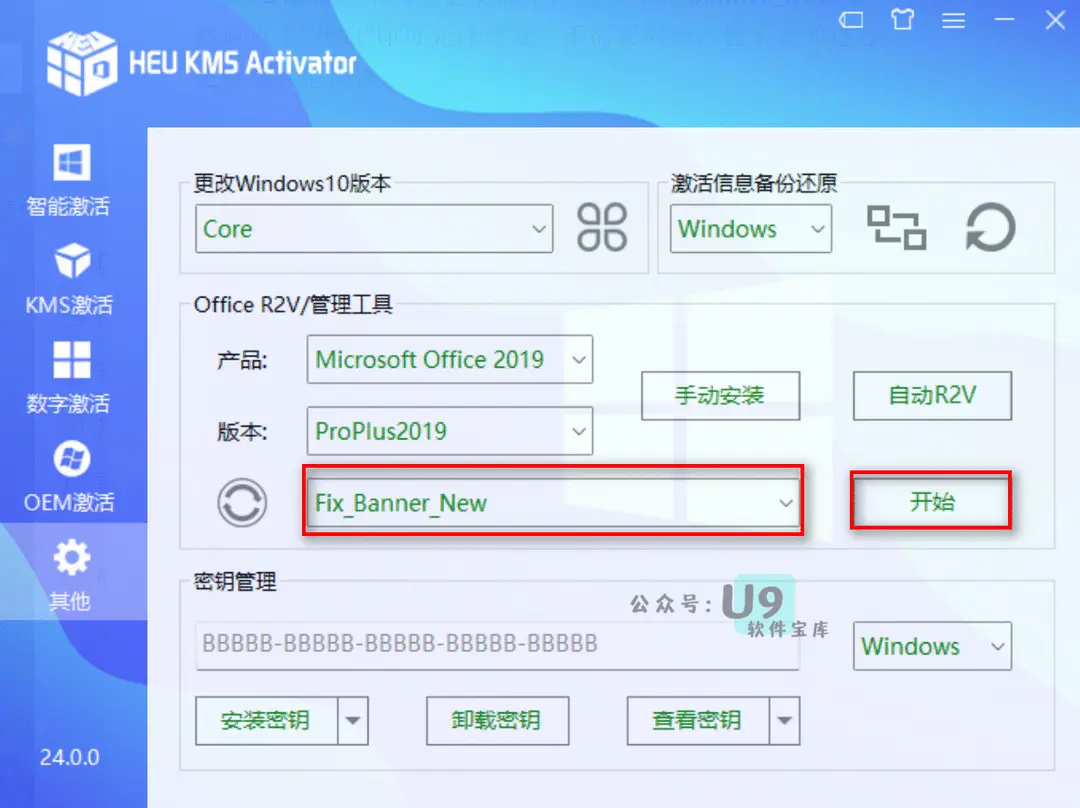 HEU KMS Activator
智能激活
KMS激活
数字激活
OEM激活
其他
24.0.0
更改Windows10版本
Core
激活信息备份还原
Windows
Office R2V/管理工具
产品:
Microsoft Office 2019
版本:
ProPlus2019
手动安装
自动R2V
Fix_Banner_New
开始
密钥管理
公众号:U9
软件宝库
BBBBB-BBBBB-BBBBB-BBBBB-BBBBB
Windows
安装密钥
卸载密钥
查看密钥